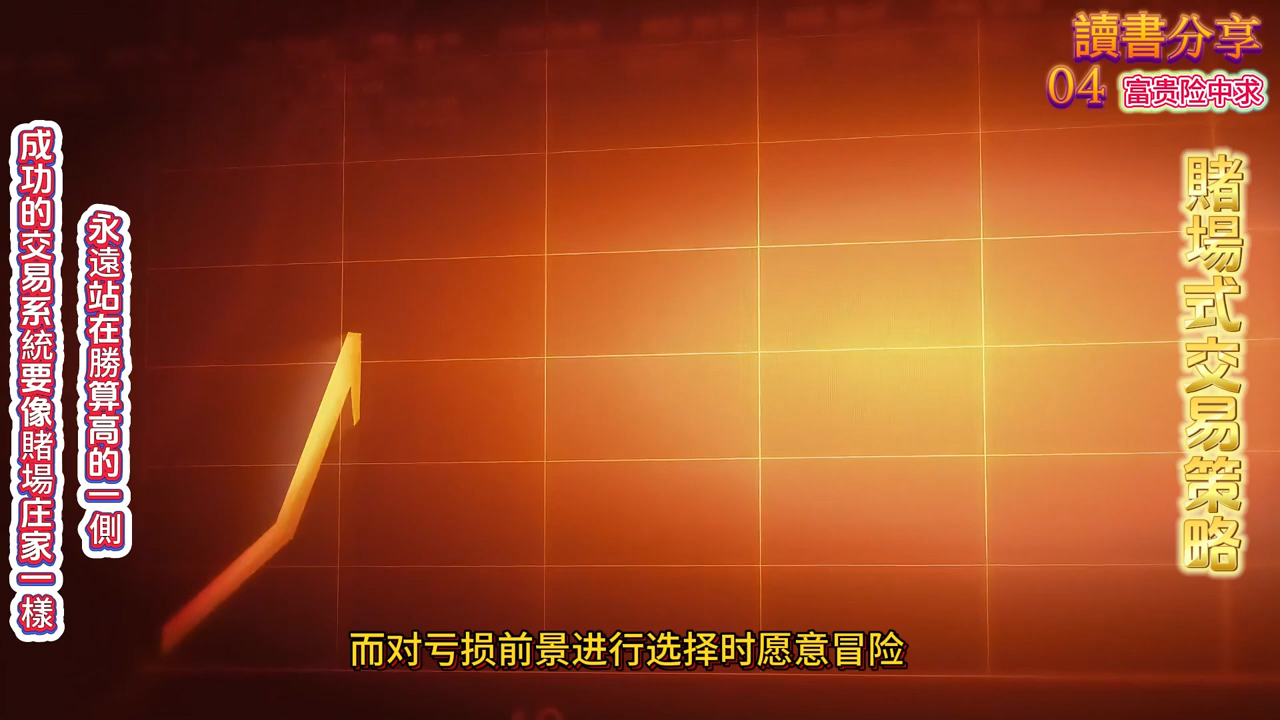 讀書分享
04 富贵险中求
賭場式交易策略
成功的交易系統要像賭場庄家一樣
永遠站在勝算高的一側
而对亏损前景进行选择时愿意冒险